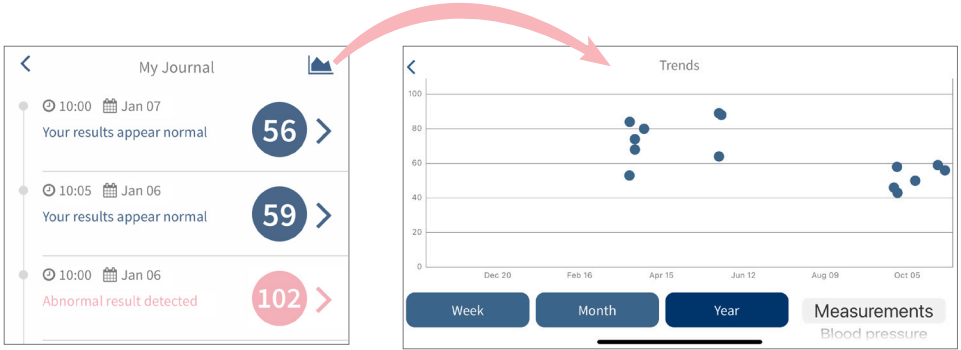 My Journal
10:00 Jan 07
Your results appear normal
56
10:05 Jan 06
Your results appear normal
59
10:00 Jan 06
Abnormal result detected
102
Trends
100
80
60
40
20
0
Dec 20 Feb 16 Apr 15 Jun 12 Aug 09 Oct 05
Week Month Year Measurements
Blood pressure